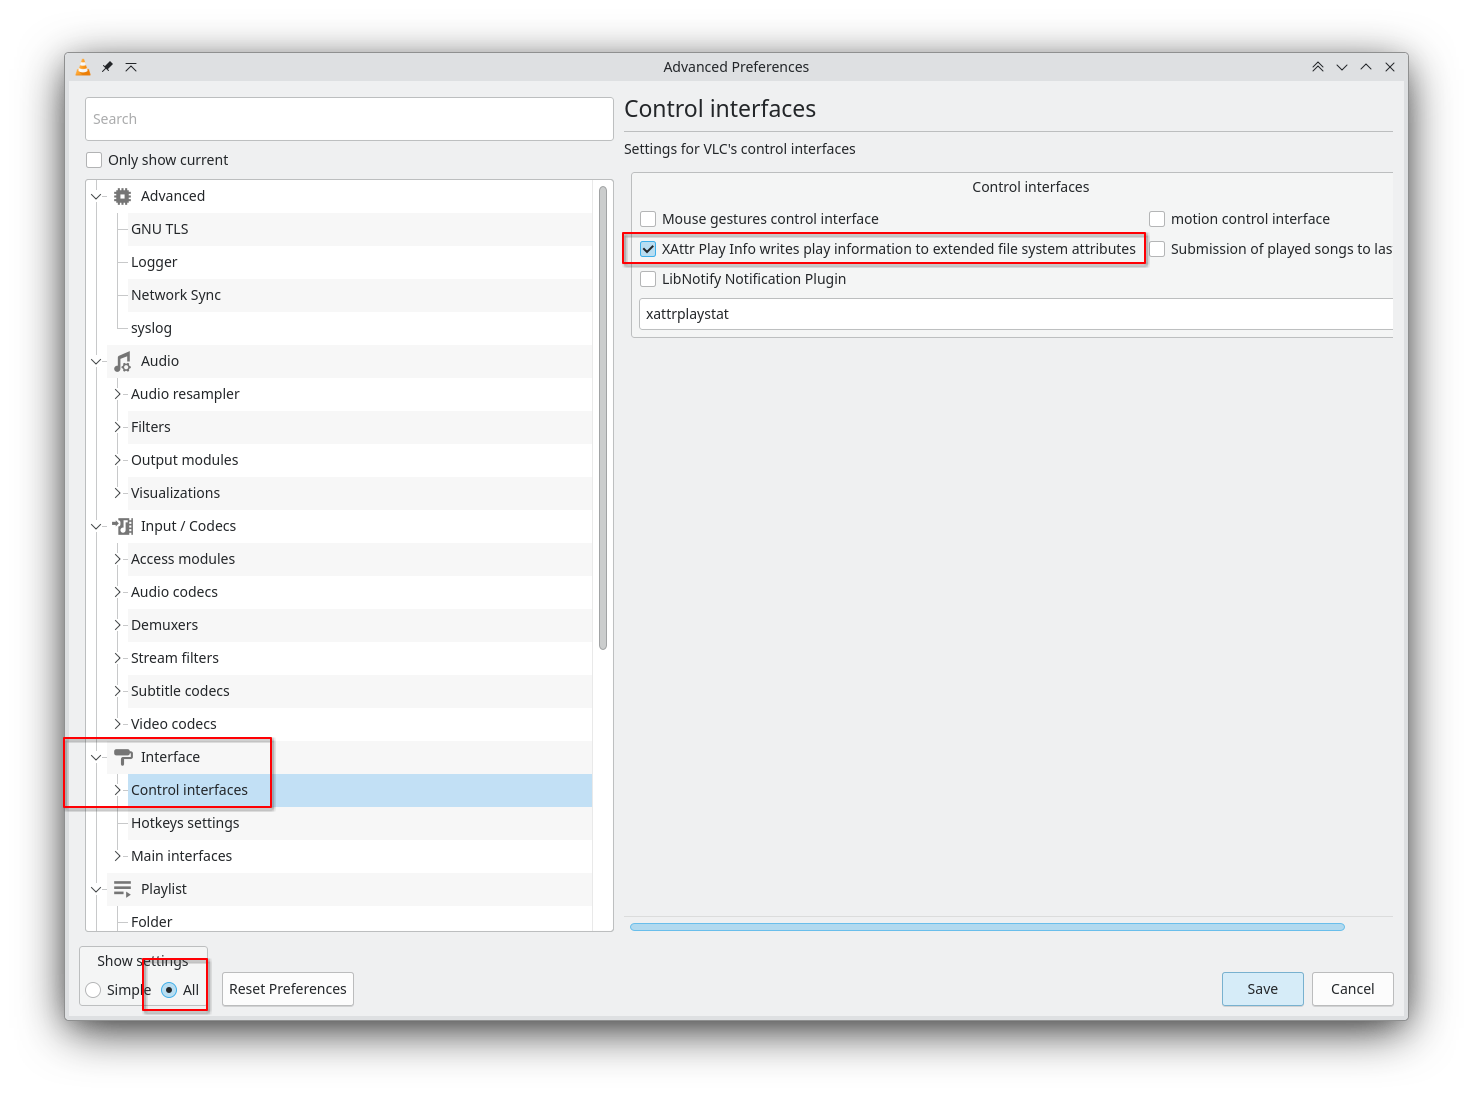 Advanced Preferences
Search
Only show current
Advanced
GNU TLS
Logger
Network Sync
syslog
Audio
Audio resampler
Filters
Output modules
Visualizations
Input / Codecs
Access modules
Audio codecs
Demuxers
Stream filters
Subtitle codecs
Video codecs
Interface
Control interfaces
Hotkeys settings
Main interfaces
Playlist
Folder
Show settings
Simple All Reset Preferences
Control interfaces
Settings for VLC's control interfaces
Control interfaces
Mouse gestures control interface motion control interface
XAttr Play Info writes play information to extended file system attributes Submission of played songs to las
LibNotify Notification Plugin
xattrplaystat
Save Cancel